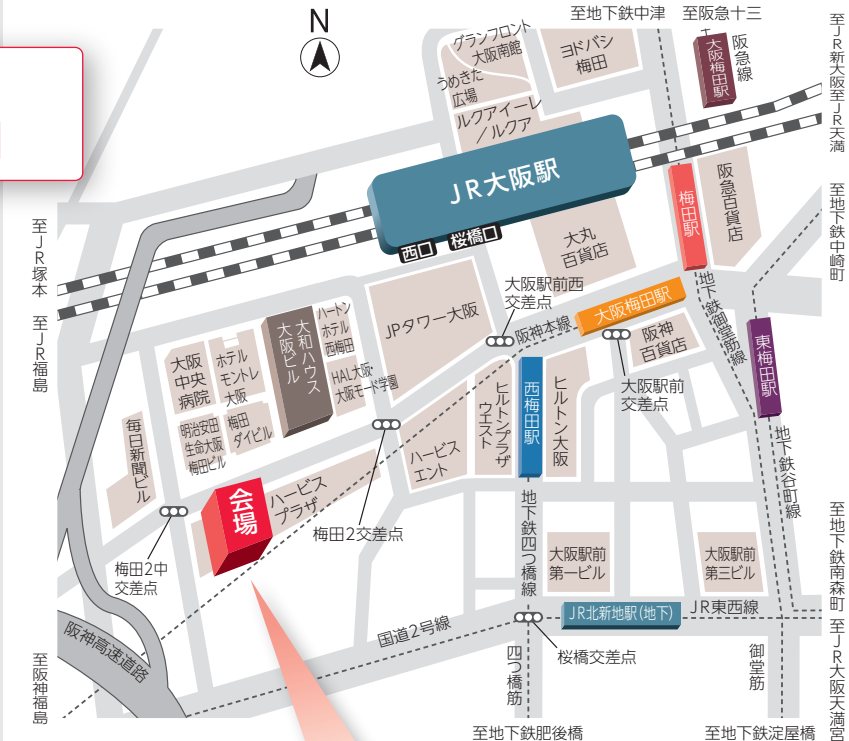 N
至地下鉄中津
至阪急十三
至JR新大阪
至JR天満
グランフロント
大阪南館
うめきた
広場
ヨドバシ
梅田
大阪梅田駅
阪急線
ルクアイーレ
/ルクア
JR大阪駅
西口
桜橋口
大丸
百貨店
梅田駅
阪急百貨店
至地下鉄中崎町
至JR塚本
至JR福島
大阪駅前西
交差点
阪神本線
大阪梅田駅
地下鉄御堂筋線
阪神
百貨店
東梅田駅
大阪駅前
交差点
JPタワー大阪
ハートン
ホテル
西梅田
大和ハウス
大阪ビル
HAL大阪・
大阪モード学園
大阪
中央
病院
ホテル
モントレ
大阪
明治安田
生命大阪
梅田ビル
梅田
ダイビル
毎日新聞ビル
西梅田駅
ヒルトンプラザ
ウエスト
ヒルトン大阪
ハービス
エント
地下鉄谷町線
会場
ハービス
プラザ
梅田2交差点
梅田2中
交差点
地下鉄四つ橋線
大阪駅前
第一ビル
大阪駅前
第三ビル
至地下鉄南森町
至JR大阪天満宮
JR北新地駅(地下)
JR東西線
国道2号線
阪神高速道路
桜橋交差点
四つ橋筋
御堂筋
至阪神福島
至地下鉄肥後橋
至地下鉄淀屋橋